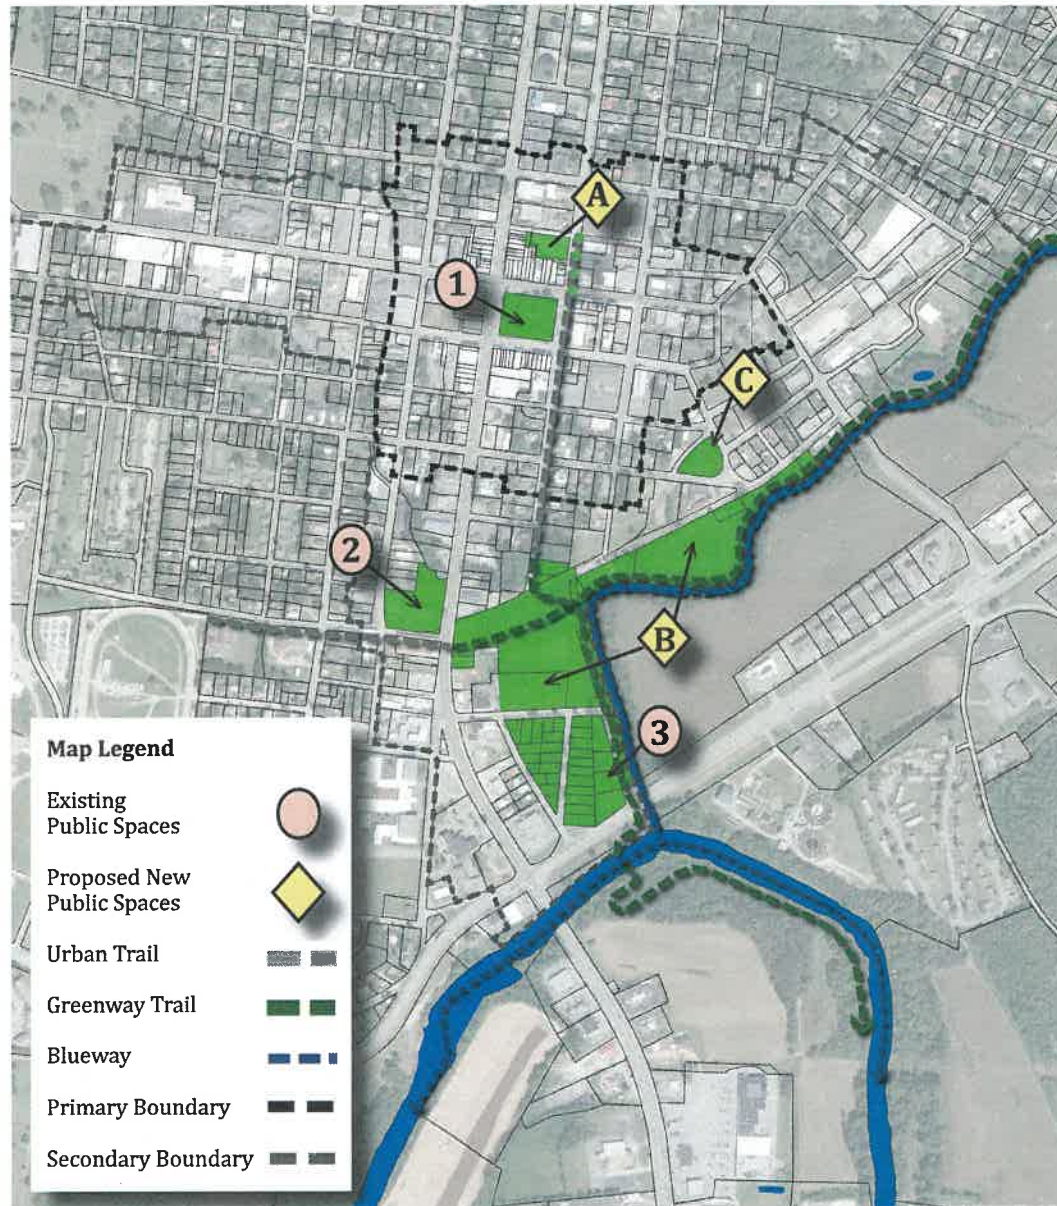 A
1
C
2
B
3
Map Legend
Existing
Public Spaces
Proposed New
Public Spaces
Urban Trail
Greenway Trail
Blueway
Primary Boundary
Secondary Boundary